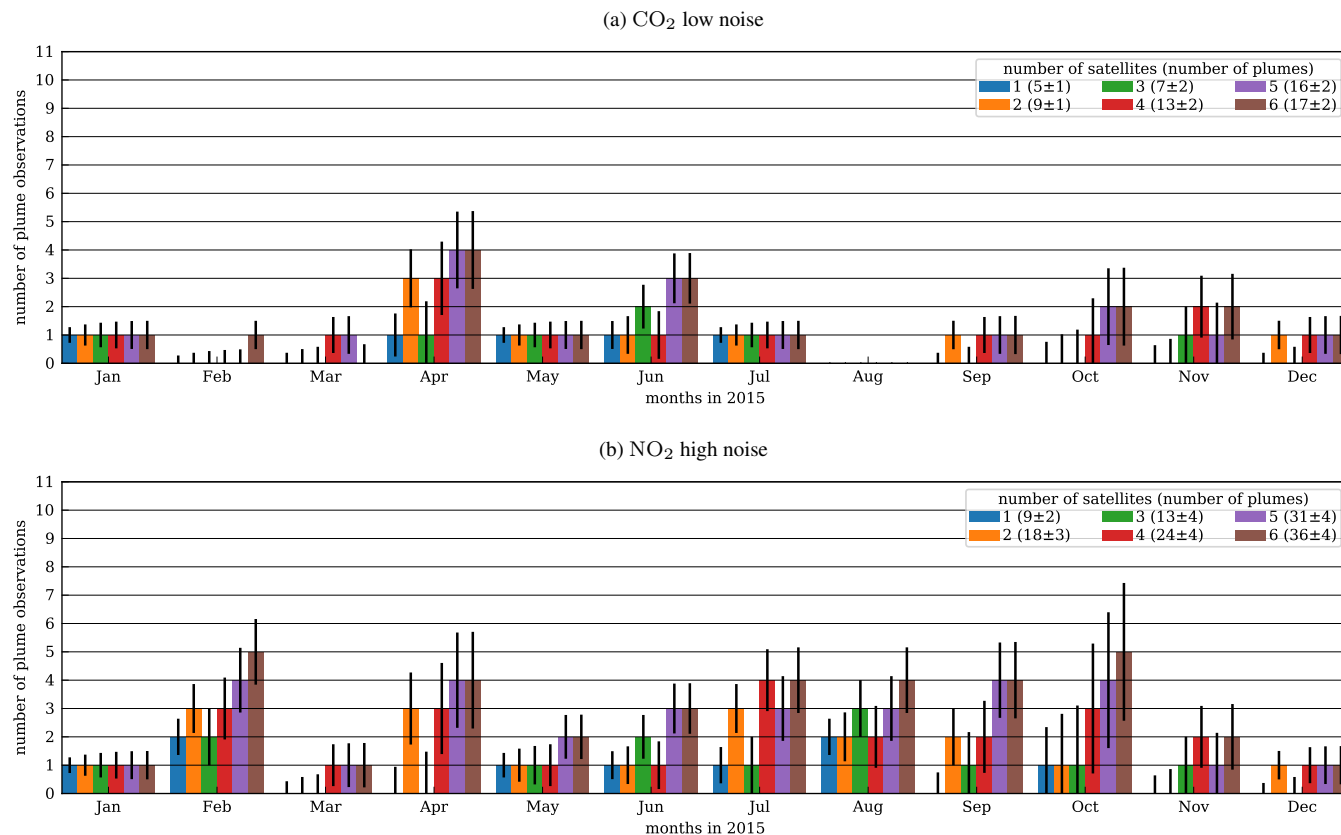 (a) CO₂ low noise
number of plume observations
11
10
9
8
7
6
5
4
3
2
1
0
number of satellites (number of plumes)
1 (5±1) 3 (7±2) 5 (16±2)
2 (9±1) 4 (13±2) 6 (17±2)
Jan Feb Mar Apr May Jun Jul Aug Sep Oct Nov Dec
months in 2015
(b) NO₂ high noise
number of plume observations
11
10
9
8
7
6
5
4
3
2
1
0
number of satellites (number of plumes)
1 (9±2) 3 (13±4) 5 (31±4)
2 (18±3) 4 (24±4) 6 (36±4)
Jan Feb Mar Apr May Jun Jul Aug Sep Oct Nov Dec
months in 2015